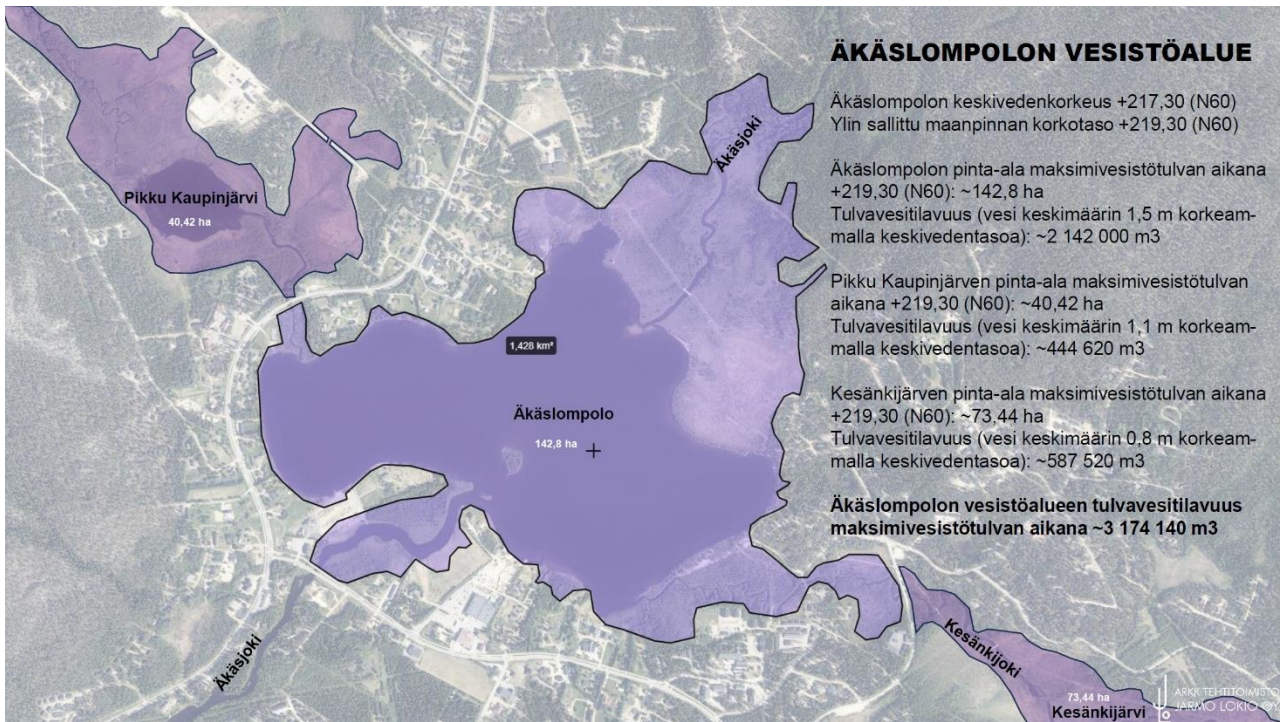 ÄKÄSLOMPOLON VESISTÖALUE
Äkäslompolon keskivedenkorkeus +217,30 (N60)
Ylin sallittu maanpinnan korkotaso +219,30 (N60)
Äkäslompolon pinta-ala maksimivesistötulvan aikana
+219,30 (N60): ~142,8 ha
Tulvavesitilavuus (vesi keskimäärin 1,5 m korkeam-
malla keskivedentasoa): ~2 142 000 m3
Pikku Kaupinjärven pinta-ala maksimivesistötulvan
aikana +219,30 (N60): ~40,42 ha
Tulvavesitilavuus (vesi keskimäärin 1,1 m korkeam-
malla keskivedentasoa): ~444 620 m3
Kesänkijärven pinta-ala maksimivesistötulvan aikana
+219,30 (N60): ~73,44 ha
Tulvavesitilavuus (vesi keskimäärin 0,8 m korkeam-
malla keskivedentasoa): ~587 520 m3
Äkäslompolon vesistöalueen tulvavesitilavuus
maksimivesistötulvan aikana ~3 174 140 m3
Äkäsjoki
Pikku Kaupinjärvi
40,42 ha
1,428 km²
Äkäslompolo
142,8 ha
Äkäsjoki
Kesänkijoki
73,44 ha
Kesänkijärvi
ARKKITEHTITOIMISTO
JARMO LOKIO OY